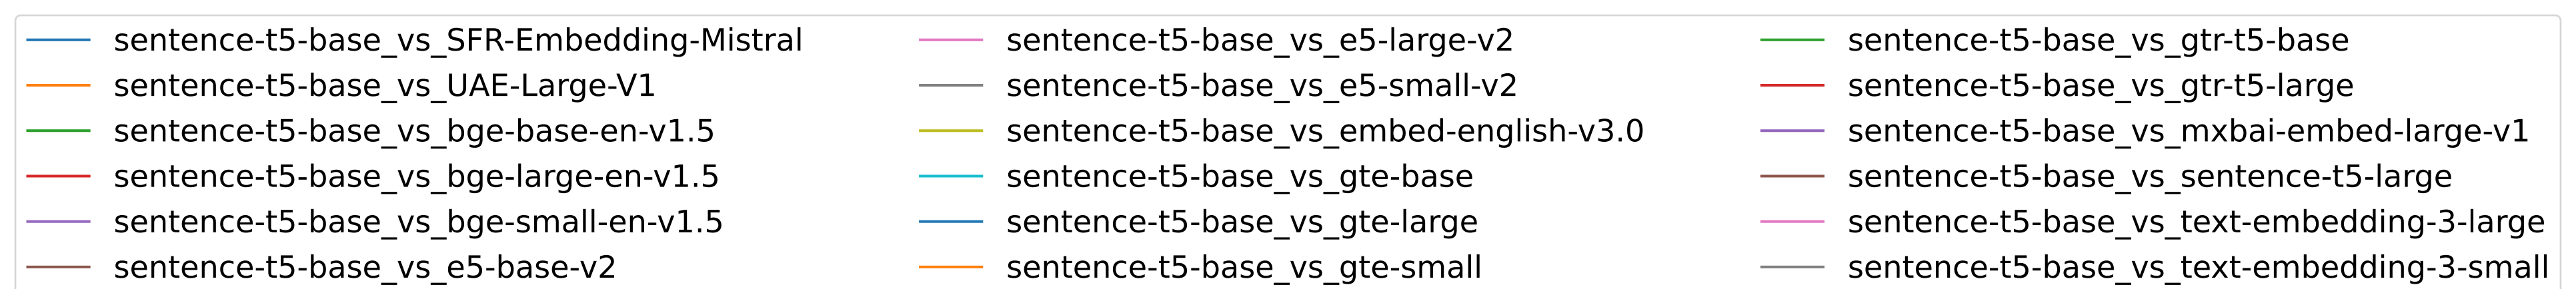 sentence-t5-base_vs_SFR-Embedding-Mistral
sentence-t5-base_vs_UAE-Large-V1
sentence-t5-base_vs_bge-base-en-v1.5
sentence-t5-base_vs_bge-large-en-v1.5
sentence-t5-base_vs_bge-small-en-v1.5
sentence-t5-base_vs_e5-base-v2
sentence-t5-base_vs_e5-large-v2
sentence-t5-base_vs_e5-small-v2
sentence-t5-base_vs_embed-english-v3.0
sentence-t5-base_vs_gte-base
sentence-t5-base_vs_gte-large
sentence-t5-base_vs_gte-small
sentence-t5-base_vs_gtr-t5-base
sentence-t5-base_vs_gtr-t5-large
sentence-t5-base_vs_mxbai-embed-large-v1
sentence-t5-base_vs_sentence-t5-large
sentence-t5-base_vs_text-embedding-3-large
sentence-t5-base_vs_text-embedding-3-small